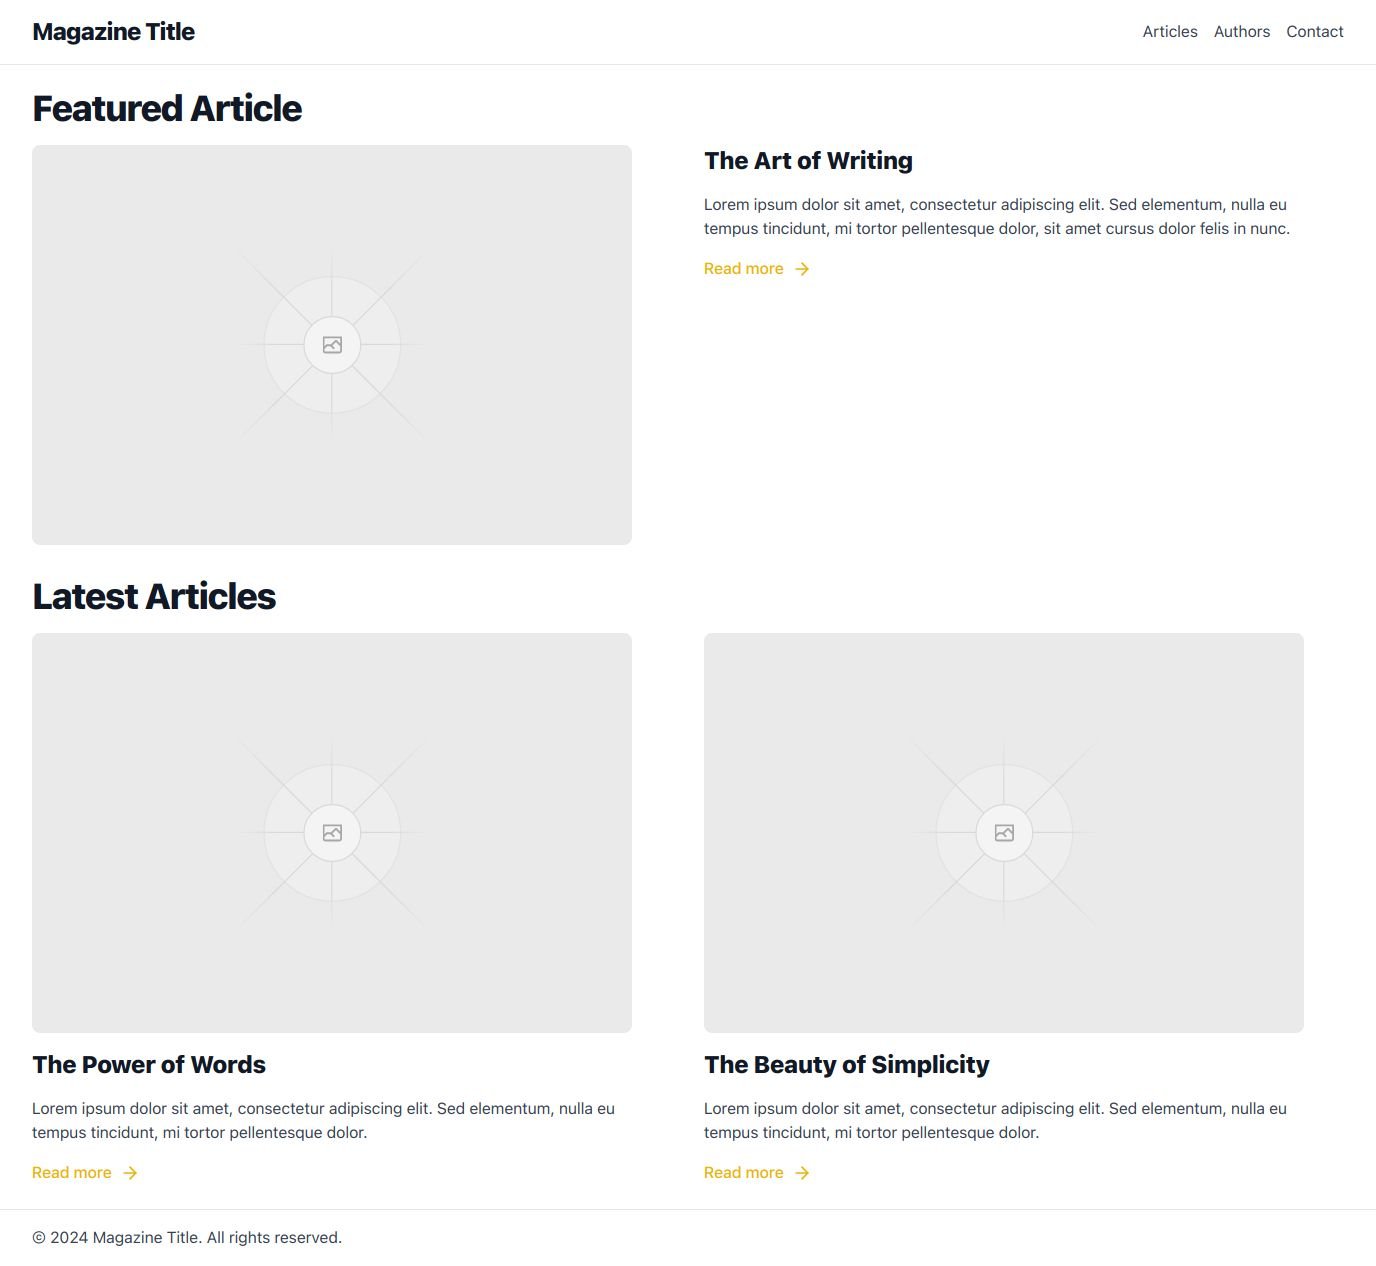 Magazine Title
Articles
Authors
Contact
Featured Article
The Art of Writing
Lorem ipsum dolor sit amet, consectetur adipiscing elit. Sed elementum, nulla eu
tempus tincidunt, mi tortor pellentesque dolor, sit amet cursus dolor felis in nunc.
Read more
Latest Articles
The Power of Words
Lorem ipsum dolor sit amet, consectetur adipiscing elit. Sed elementum, nulla eu
tempus tincidunt, mi tortor pellentesque dolor.
Read more
The Beauty of Simplicity
Lorem ipsum dolor sit amet, consectetur adipiscing elit. Sed elementum, nulla eu
tempus tincidunt, mi tortor pellentesque dolor.
Read more
© 2024 Magazine Title. All rights reserved.